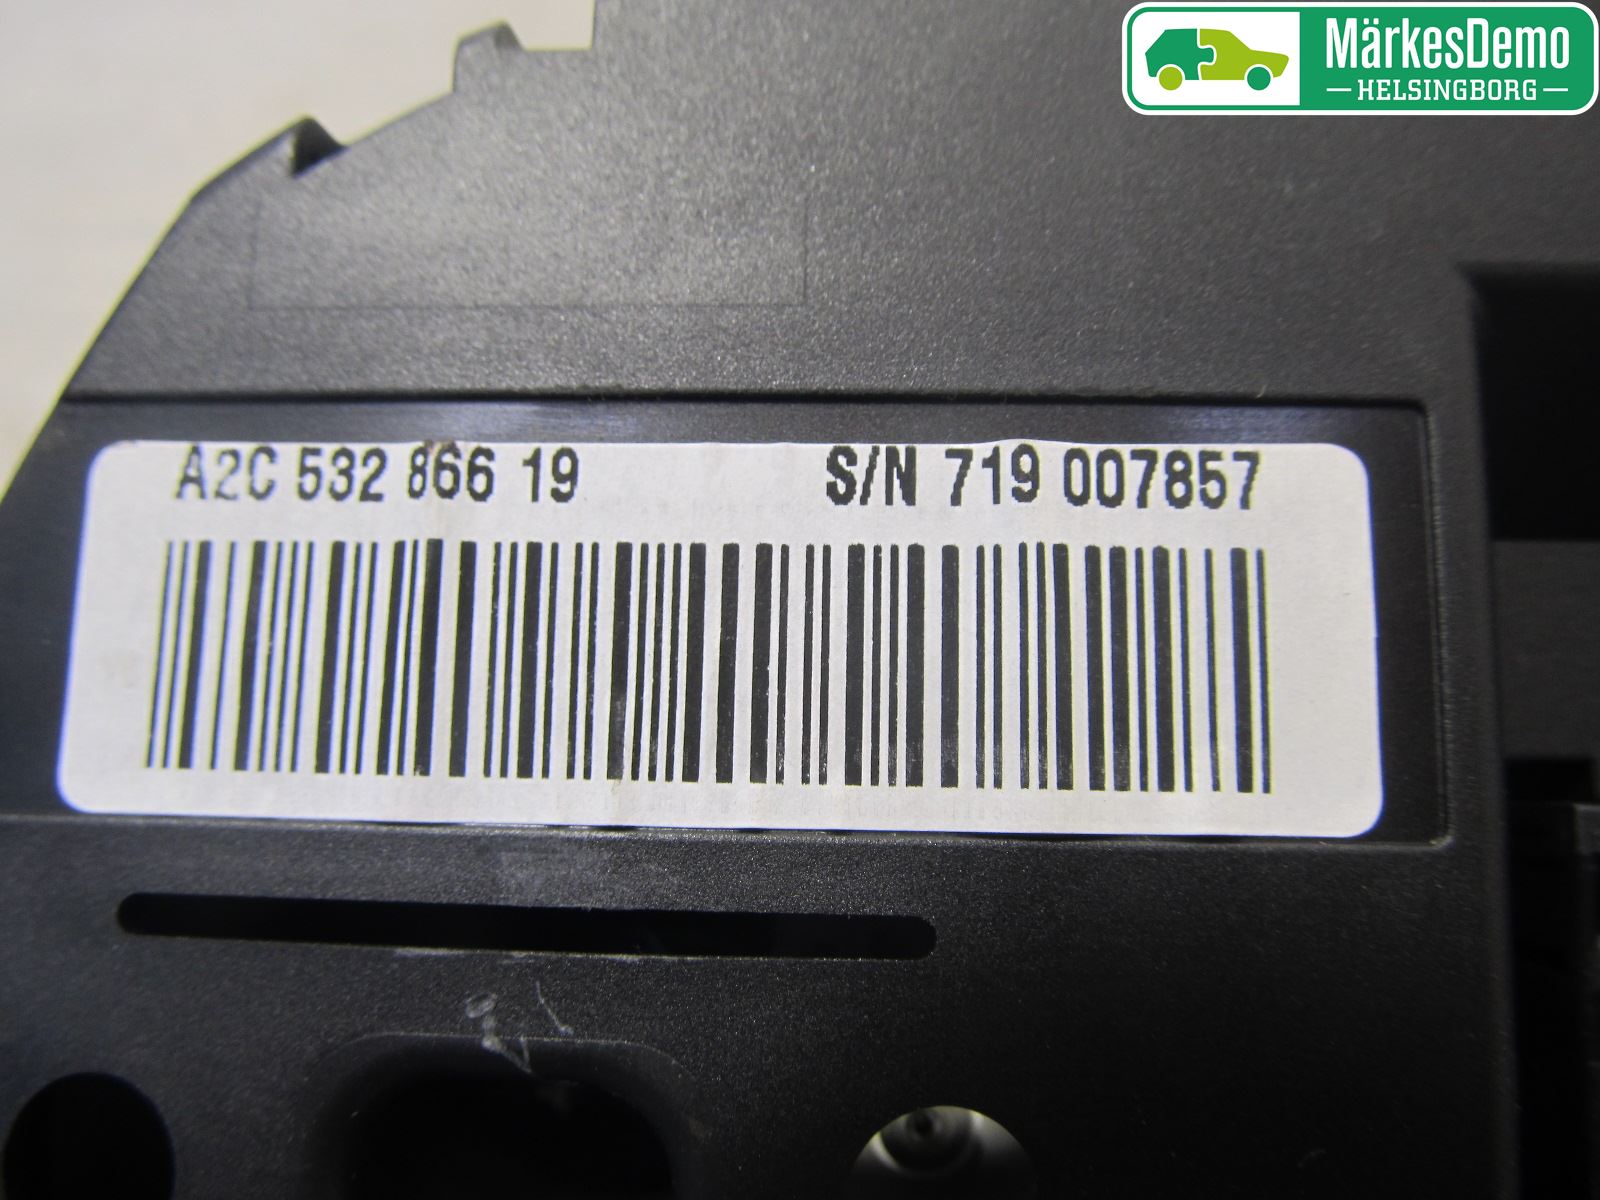 MärkesDemo
HELSINGBORG
A2C 532 866 19 S/N 719 007857